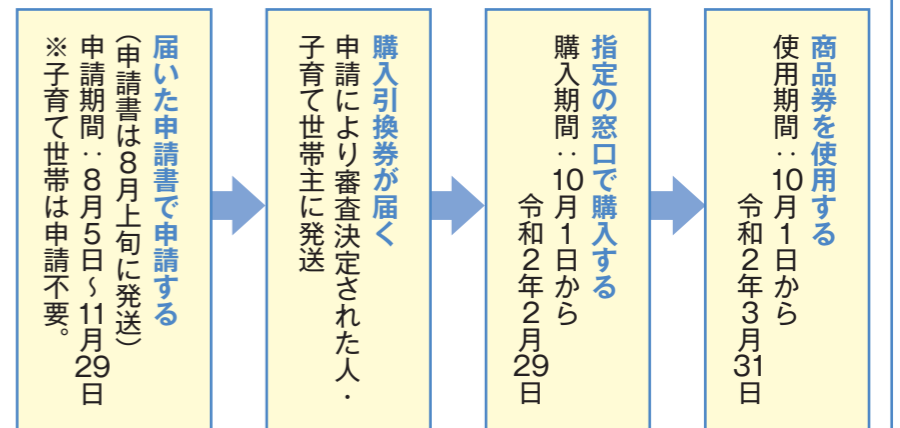 届いた申請書で申請する
（申請書は8月上旬に発送）
申請期間：8月5日～11月29日
※子育て世帯は申請不要。
購入引換券が届く
申請により審査決定された人・
子育て世帯主に発送
指定の窓口で購入する
購入期間：10月1日から
令和2年2月29日
商品券を使用する
使用期間：10月1日から
令和2年3月31日